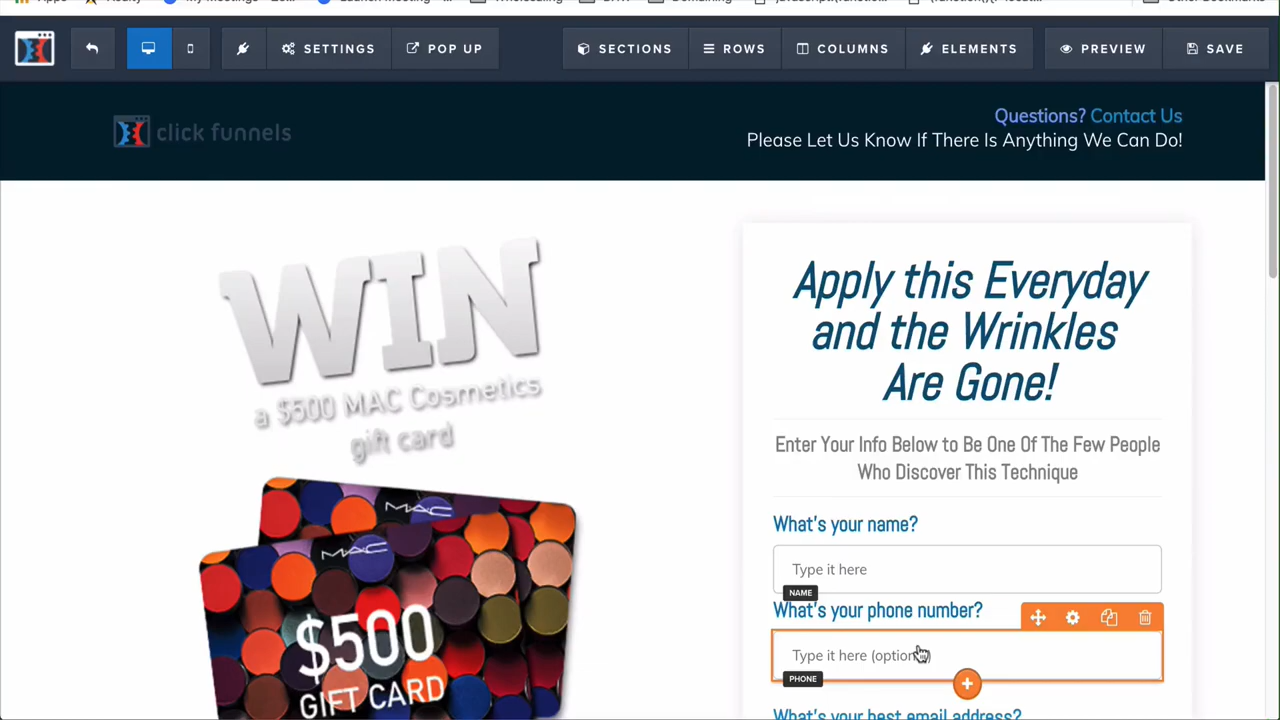 SETTINGS
POP UP
SECTIONS
ROWS
COLUMNS
ELEMENTS
PREVIEW
SAVE
click funnels
Questions? Contact Us
Please Let Us Know If There Is Anything We Can Do!
WIN
a $500 MAC Cosmetics
gift card
MAC
MAC
$500
GIFT CARD
Apply this Everyday
and the Wrinkles
Are Gone!
Enter Your Info Below to Be One Of The Few People
Who Discover This Technique
What's your name?
Type it here
NAME
What's your phone number?
Type it here
PHONE
What's your best email address?